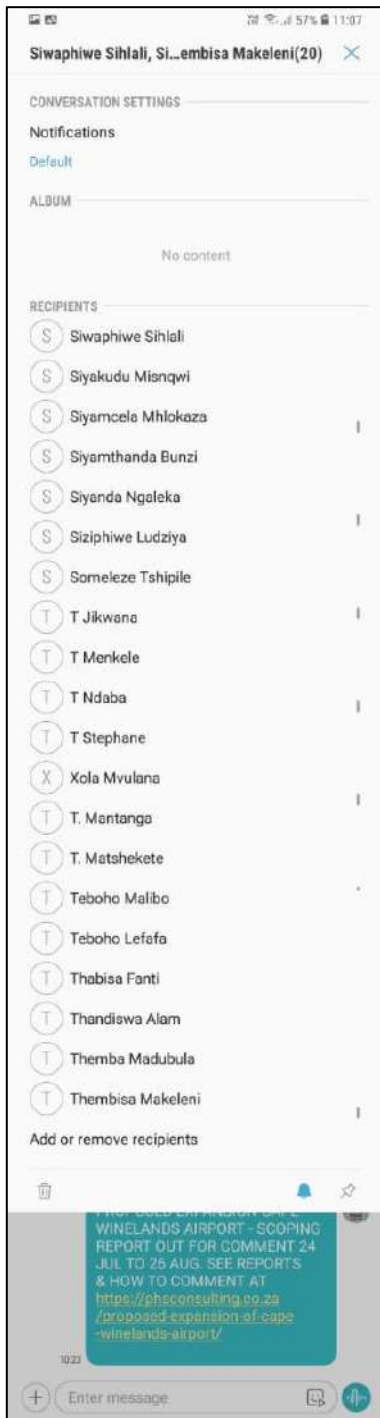 57% 11:07
Siwaphiwe Sihlali, Si...embisa Makeleni(20)
CONVERSATION SETTINGS
Notifications
Default
ALBUM
No content
RECIPIENTS
S Siwaphiwe Sihlali
S Siyakudu Misnqwi
S Siyamcela Mhlokaza
S Siyamthanda Bunzi
S Siyanda Ngaleka
S Siziphiwe Ludziya
S Someleze Tshipile
T T Jikwana
T T Menkele
T T Ndaba
T T Stephane
X Xola Mvulana
T T. Mantanga
T T. Matshekete
T Teboho Malibo
T Teboho Lefafa
T Thabisa Fanti
T Thandiswa Alam
T Themba Madubula
T Thembisa Makeleni
Add or remove recipients
PROPOSED EXPANSION CAPE
WINELANDS AIRPORT - SCOPING
REPORT OUT FOR COMMENT 24
JUL TO 26 AUG. SEE REPORTS
& HOW TO COMMENT AT
https://phsconsulting.co.za
/proposed-expansion-of-cape
-winelands-airport/
10:23
Enter message